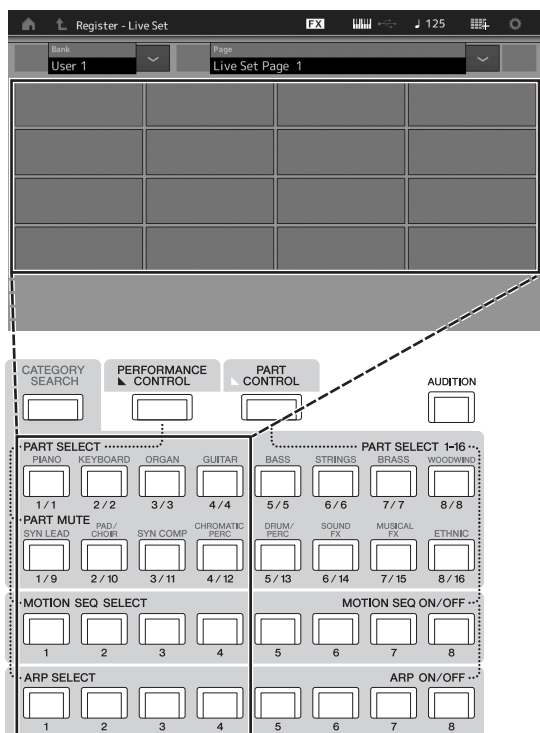 Register - Live Set
FX
125
Bank
User 1
Page
Live Set Page 1
CATEGORY
SEARCH
PERFORMANCE
CONTROL
PART
CONTROL
AUDITION
PART SELECT
PART SELECT 1-16
PIANO KEYBOARD ORGAN GUITAR BASS STRINGS BRASS WOODWIND
1/1 2/2 3/3 4/4 5/5 6/6 7/7 8/8
PART MUTE
SYN LEAD PAD/CHOIR SYN COMP CHROMATIC PERC DRUM/PERC SOUND FX MUSICAL FX ETHNIC
1/9 2/10 3/11 4/12 5/13 6/14 7/15 8/16
MOTION SEQ SELECT
MOTION SEQ ON/OFF
1 2 3 4 5 6 7 8
ARP SELECT
ARP ON/OFF
1 2 3 4 5 6 7 8